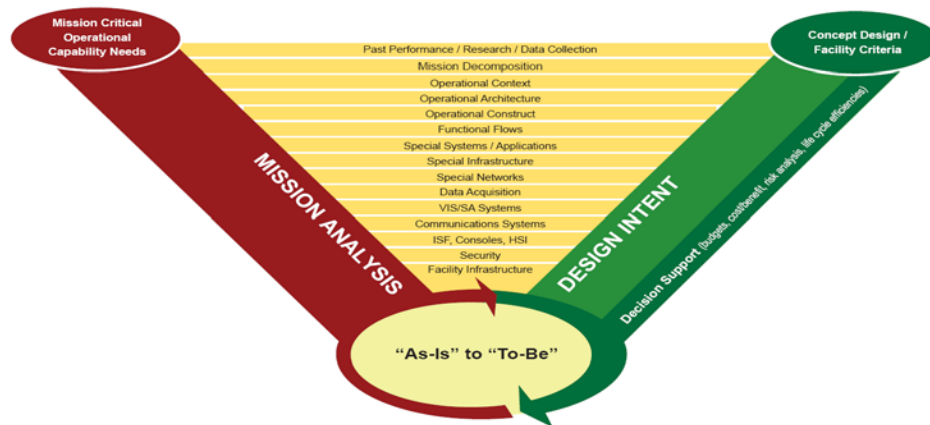 Mission Critical
Operational
Capability Needs
Concept Design /
Facility Criteria
Past Performance / Research / Data Collection
Mission Decomposition
Operational Context
Operational Architecture
Operational Construct
Functional Flows
Special Systems / Applications
Special Infrastructure
Special Networks
Data Acquisition
VIS/SA Systems
Communications Systems
ISF, Consoles, HSI
Security
Facility Infrastructure
MISSION ANALYSIS
DESIGN INTENT
Decision Support (budgets, cost/benefit, risk analysis, life cycle efficiencies)
“As-Is” to “To-Be”